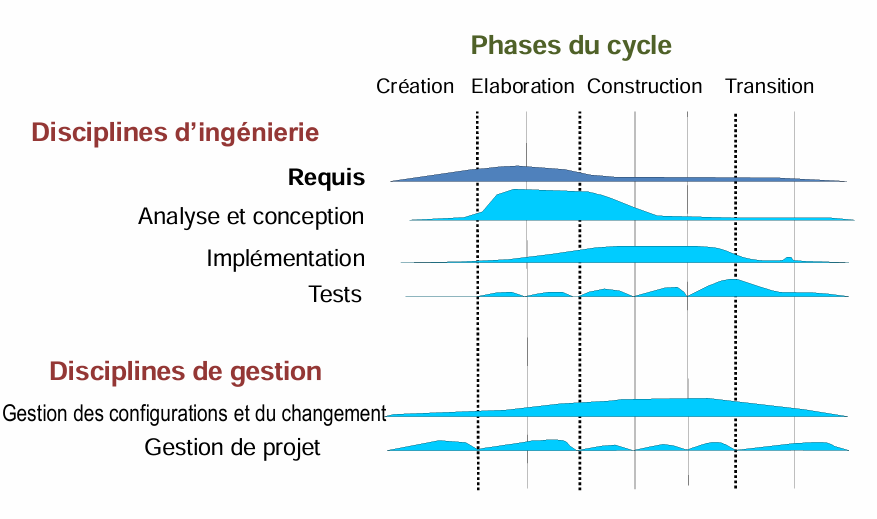 Phases du cycle
Création Elaboration Construction Transition
Disciplines d'ingénierie
Requis
Analyse et conception
Implémentation
Tests
Disciplines de gestion
Gestion des configurations et du changement
Gestion de projet